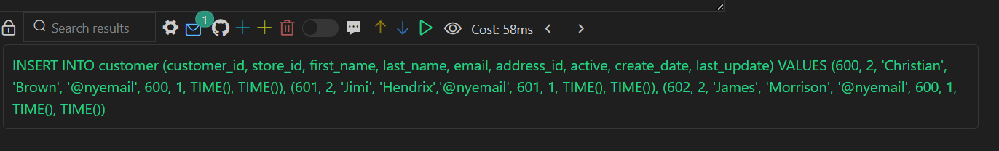 1
Search results
Cost: 58ms
INSERT INTO customer (customer_id, store_id, first_name, last_name, email, address_id, active, create_date, last_update) VALUES (600, 2, 'Christian',
'Brown', '@nyemail', 600, 1, TIME(), TIME()), (601, 2, 'Jimi', 'Hendrix','@nyemail', 601, 1, TIME(), TIME()), (602, 2, 'James', 'Morrison', '@nyemail', 600, 1,
TIME(), TIME())